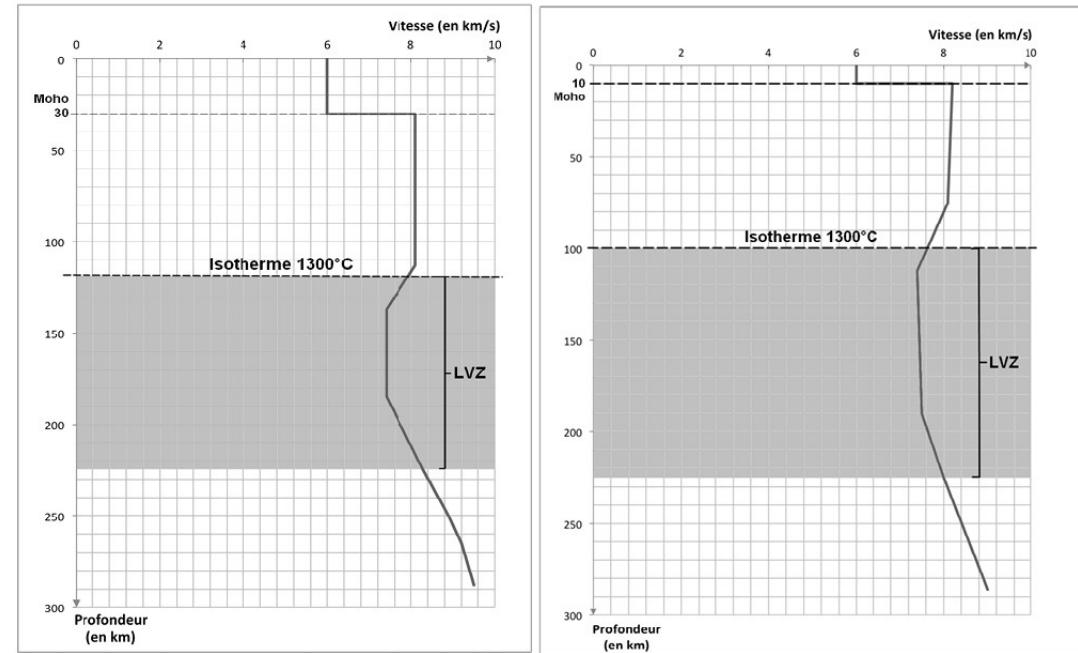 Vitesse (en km/s)
0 2 4 6 8 10
0
Moho
30
50
100
Isotherme 1300°C
150
LVZ
200
250
300
Profondeur
(en km)
Vitesse (en km/s)
0 2 4 6 8 10
0
10
Moho
50
Isotherme 1300°C
100
150
LVZ
200
250
300
Profondeur
(en km)